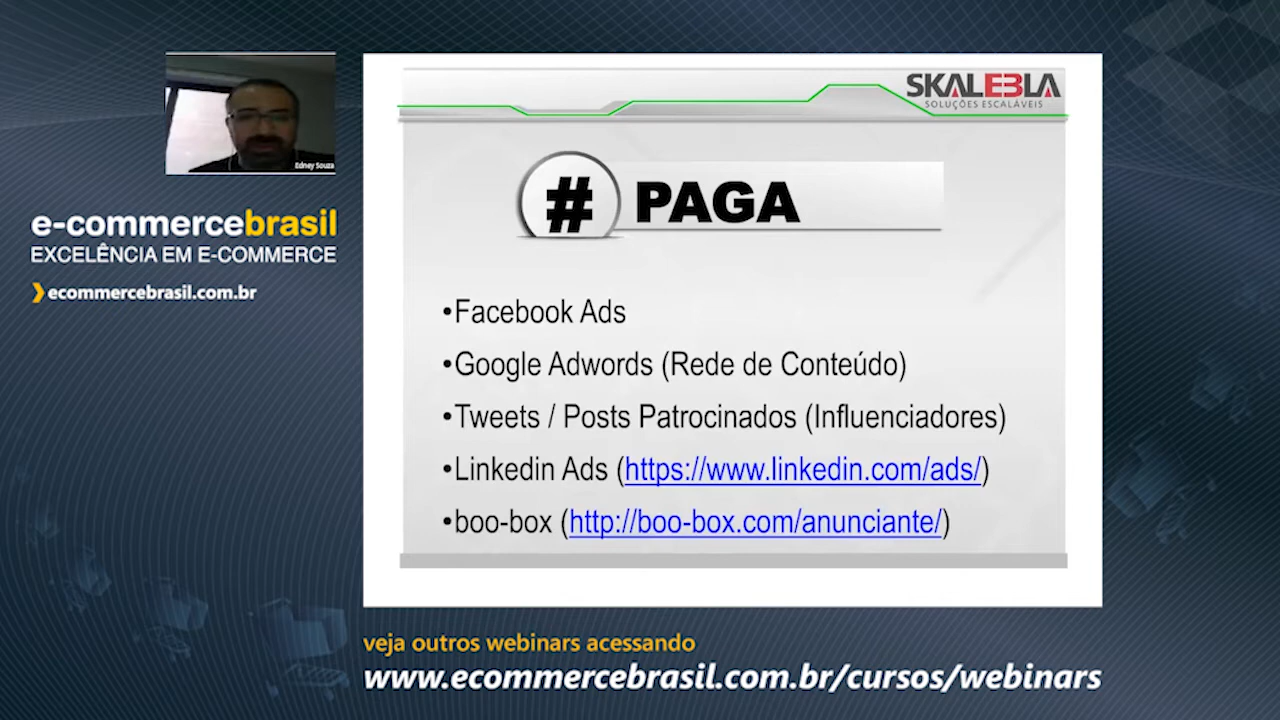 Edney Souza
e-commercebrasil
EXCELÊNCIA EM E-COMMERCE
ecommercebrasil.com.br
SKALEBLA
SOLUÇÕES ESCALÁVEIS
# PAGA
•Facebook Ads
•Google Adwords (Rede de Conteúdo)
•Tweets / Posts Patrocinados (Influenciadores)
•Linkedin Ads (https://www.linkedin.com/ads/)
•boo-box (http://boo-box.com/anunciante/)
veja outros webinars acessando
www.ecommercebrasil.com.br/cursos/webinars